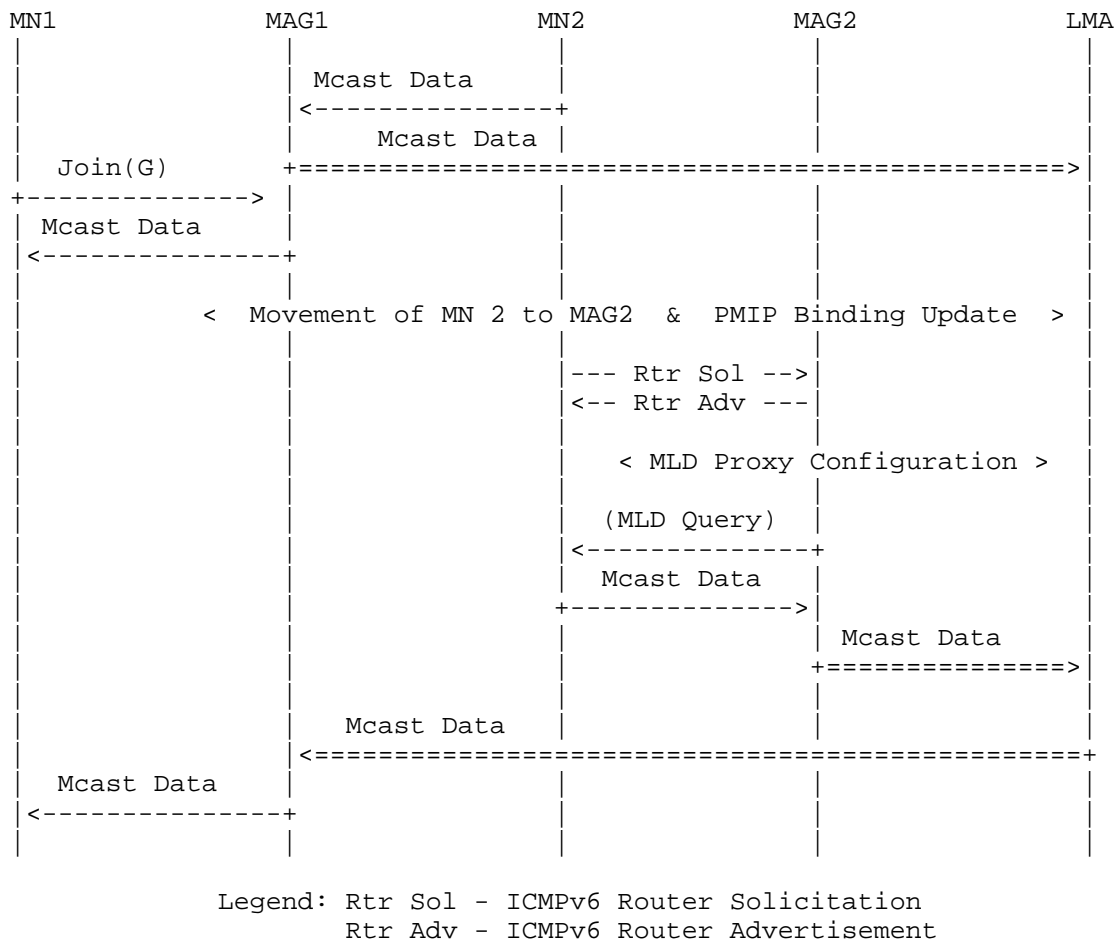 MN1 MAG1 MN2 MAG2 LMA
Mcast Data
Mcast Data
Join(G)
Mcast Data
< Movement of MN 2 to MAG2 & PMIP Binding Update >
--- Rtr Sol -->
<-- Rtr Adv ---
< MLD Proxy Configuration >
(MLD Query)
Mcast Data
Mcast Data
Mcast Data
Mcast Data
Legend: Rtr Sol - ICMPv6 Router Solicitation
Rtr Adv - ICMPv6 Router Advertisement